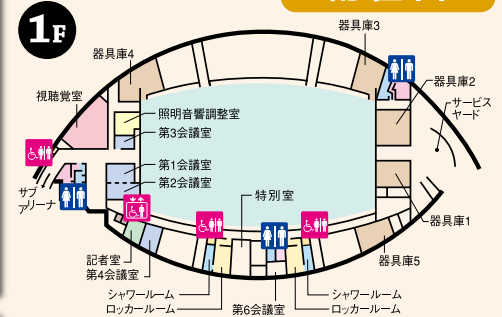 1F
器具庫3
器具庫4
器具庫2
視聴覚室
サービス
ヤード
照明音響調整室
第3会議室
第1会議室
第2会議室
サブ
アリーナ
特別室
器具庫1
記者室
第4会議室
器具庫5
シャワールーム
ロッカールーム
第6会議室
シャワールーム
ロッカールーム